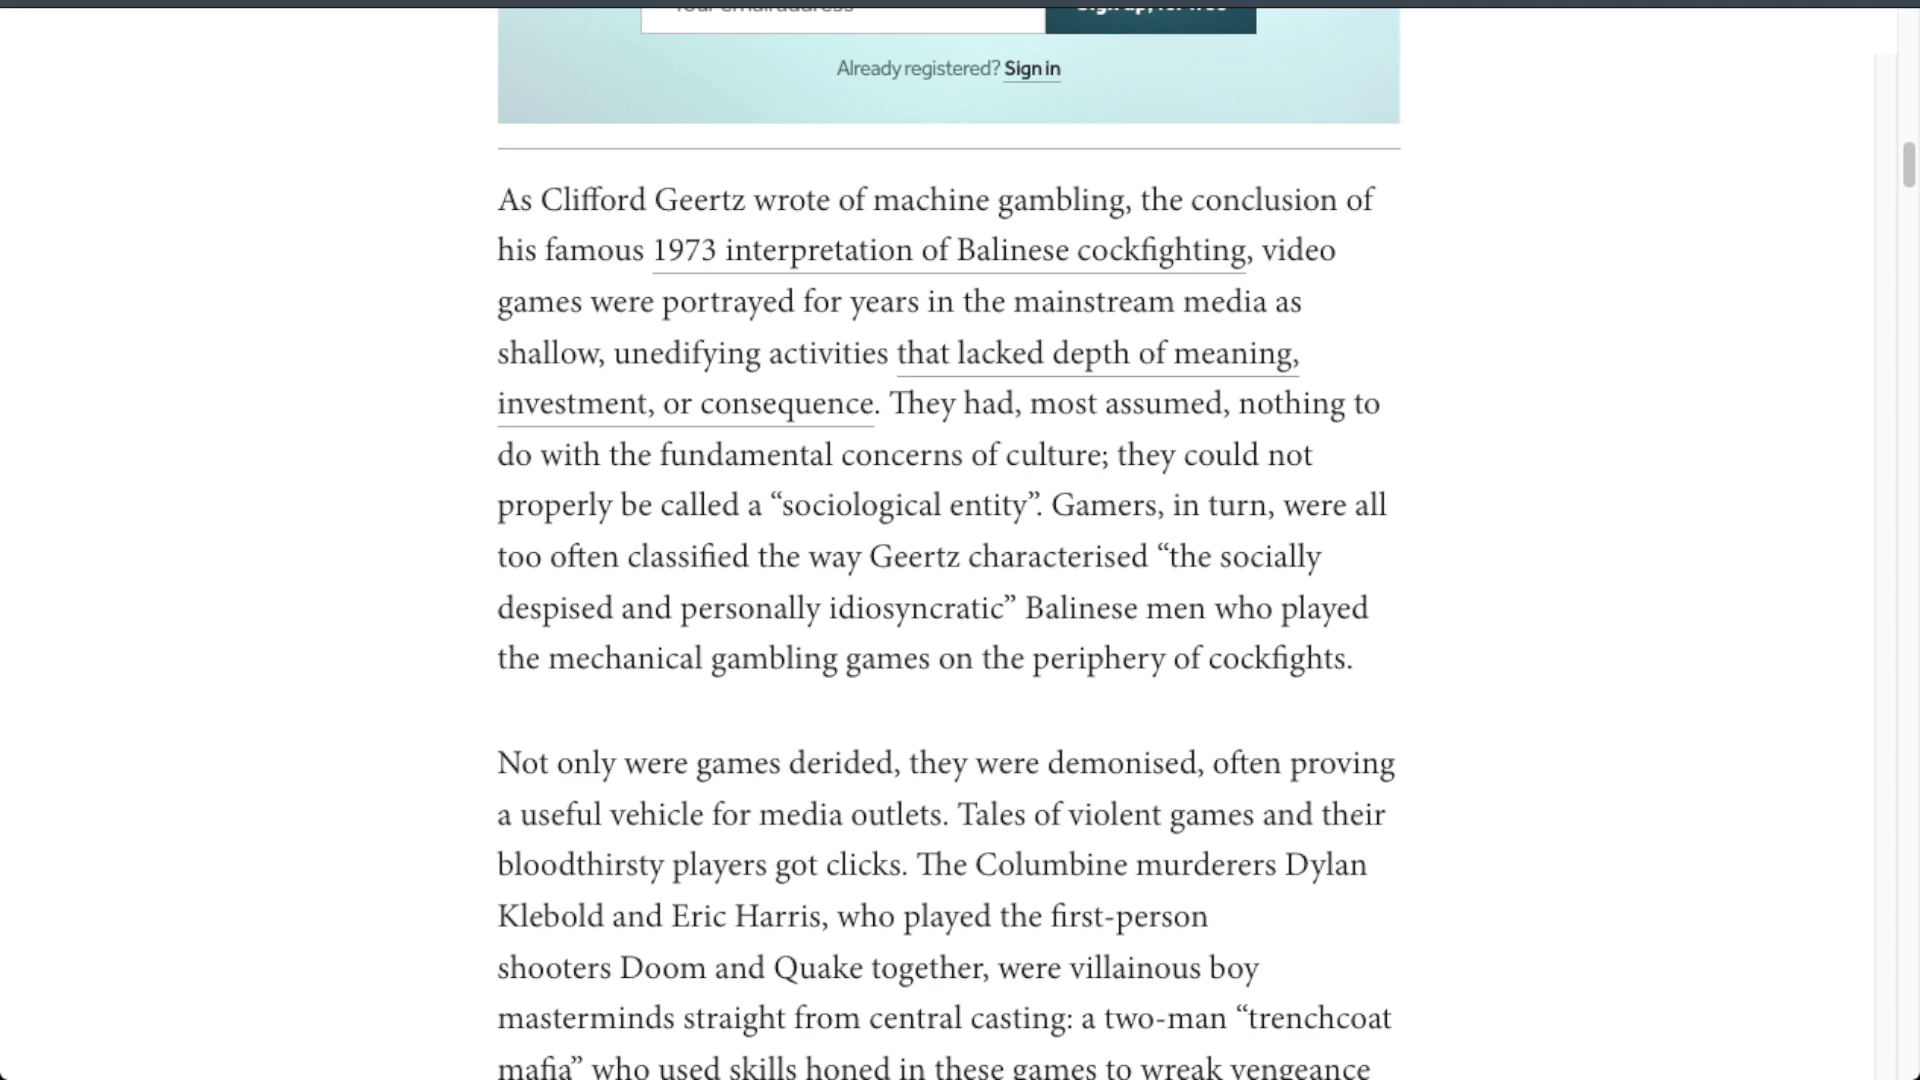 Already registered? Sign in
As Clifford Geertz wrote of machine gambling, the conclusion of
his famous 1973 interpretation of Balinese cockfighting, video
games were portrayed for years in the mainstream media as
shallow, unedifying activities that lacked depth of meaning,
investment, or consequence. They had, most assumed, nothing to
do with the fundamental concerns of culture; they could not
properly be called a “sociological entity”. Gamers, in turn, were all
too often classified the way Geertz characterised “the socially
despised and personally idiosyncratic” Balinese men who played
the mechanical gambling games on the periphery of cockfights.
Not only were games derided, they were demonised, often proving
a useful vehicle for media outlets. Tales of violent games and their
bloodthirsty players got clicks. The Columbine murderers Dylan
Klebold and Eric Harris, who played the first-person
shooters Doom and Quake together, were villainous boy
masterminds straight from central casting: a two-man “trenchcoat
mafia” who used skills honed in these games to wreak vengeance